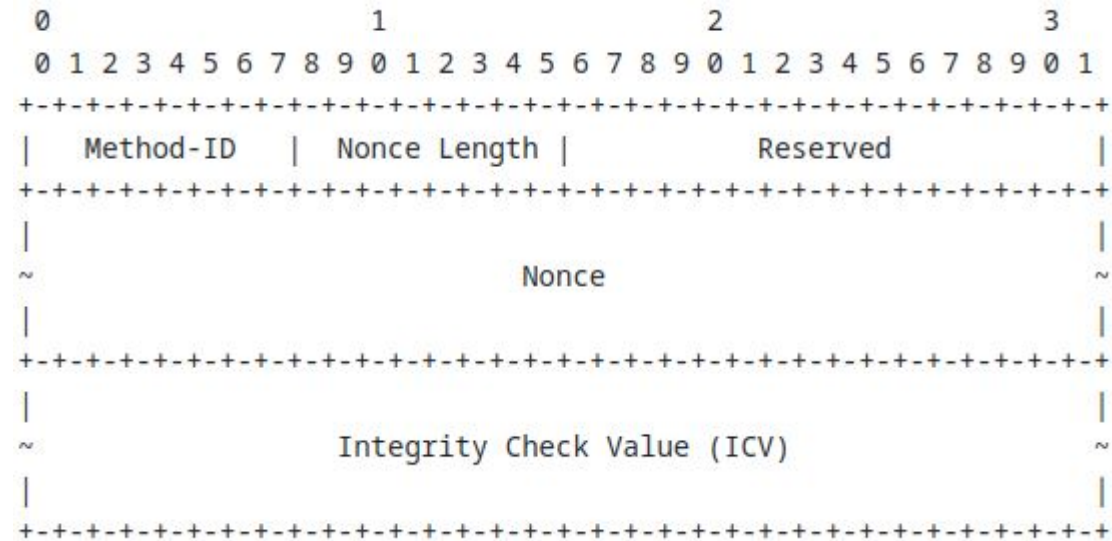 0                   1                   2                   3
 0 1 2 3 4 5 6 7 8 9 0 1 2 3 4 5 6 7 8 9 0 1 2 3 4 5 6 7 8 9 0 1
+-+-+-+-+-+-+-+-+-+-+-+-+-+-+-+-+-+-+-+-+-+-+-+-+-+-+-+-+-+-+-+-+
|   Method-ID   |  Nonce Length |           Reserved            |
+-+-+-+-+-+-+-+-+-+-+-+-+-+-+-+-+-+-+-+-+-+-+-+-+-+-+-+-+-+-+-+-+
|                                                               |
~                             Nonce                             ~
|                                                               |
+-+-+-+-+-+-+-+-+-+-+-+-+-+-+-+-+-+-+-+-+-+-+-+-+-+-+-+-+-+-+-+-+
|                                                               |
~                  Integrity Check Value (ICV)                  ~
|                                                               |
+-+-+-+-+-+-+-+-+-+-+-+-+-+-+-+-+-+-+-+-+-+-+-+-+-+-+-+-+-+-+-+-+